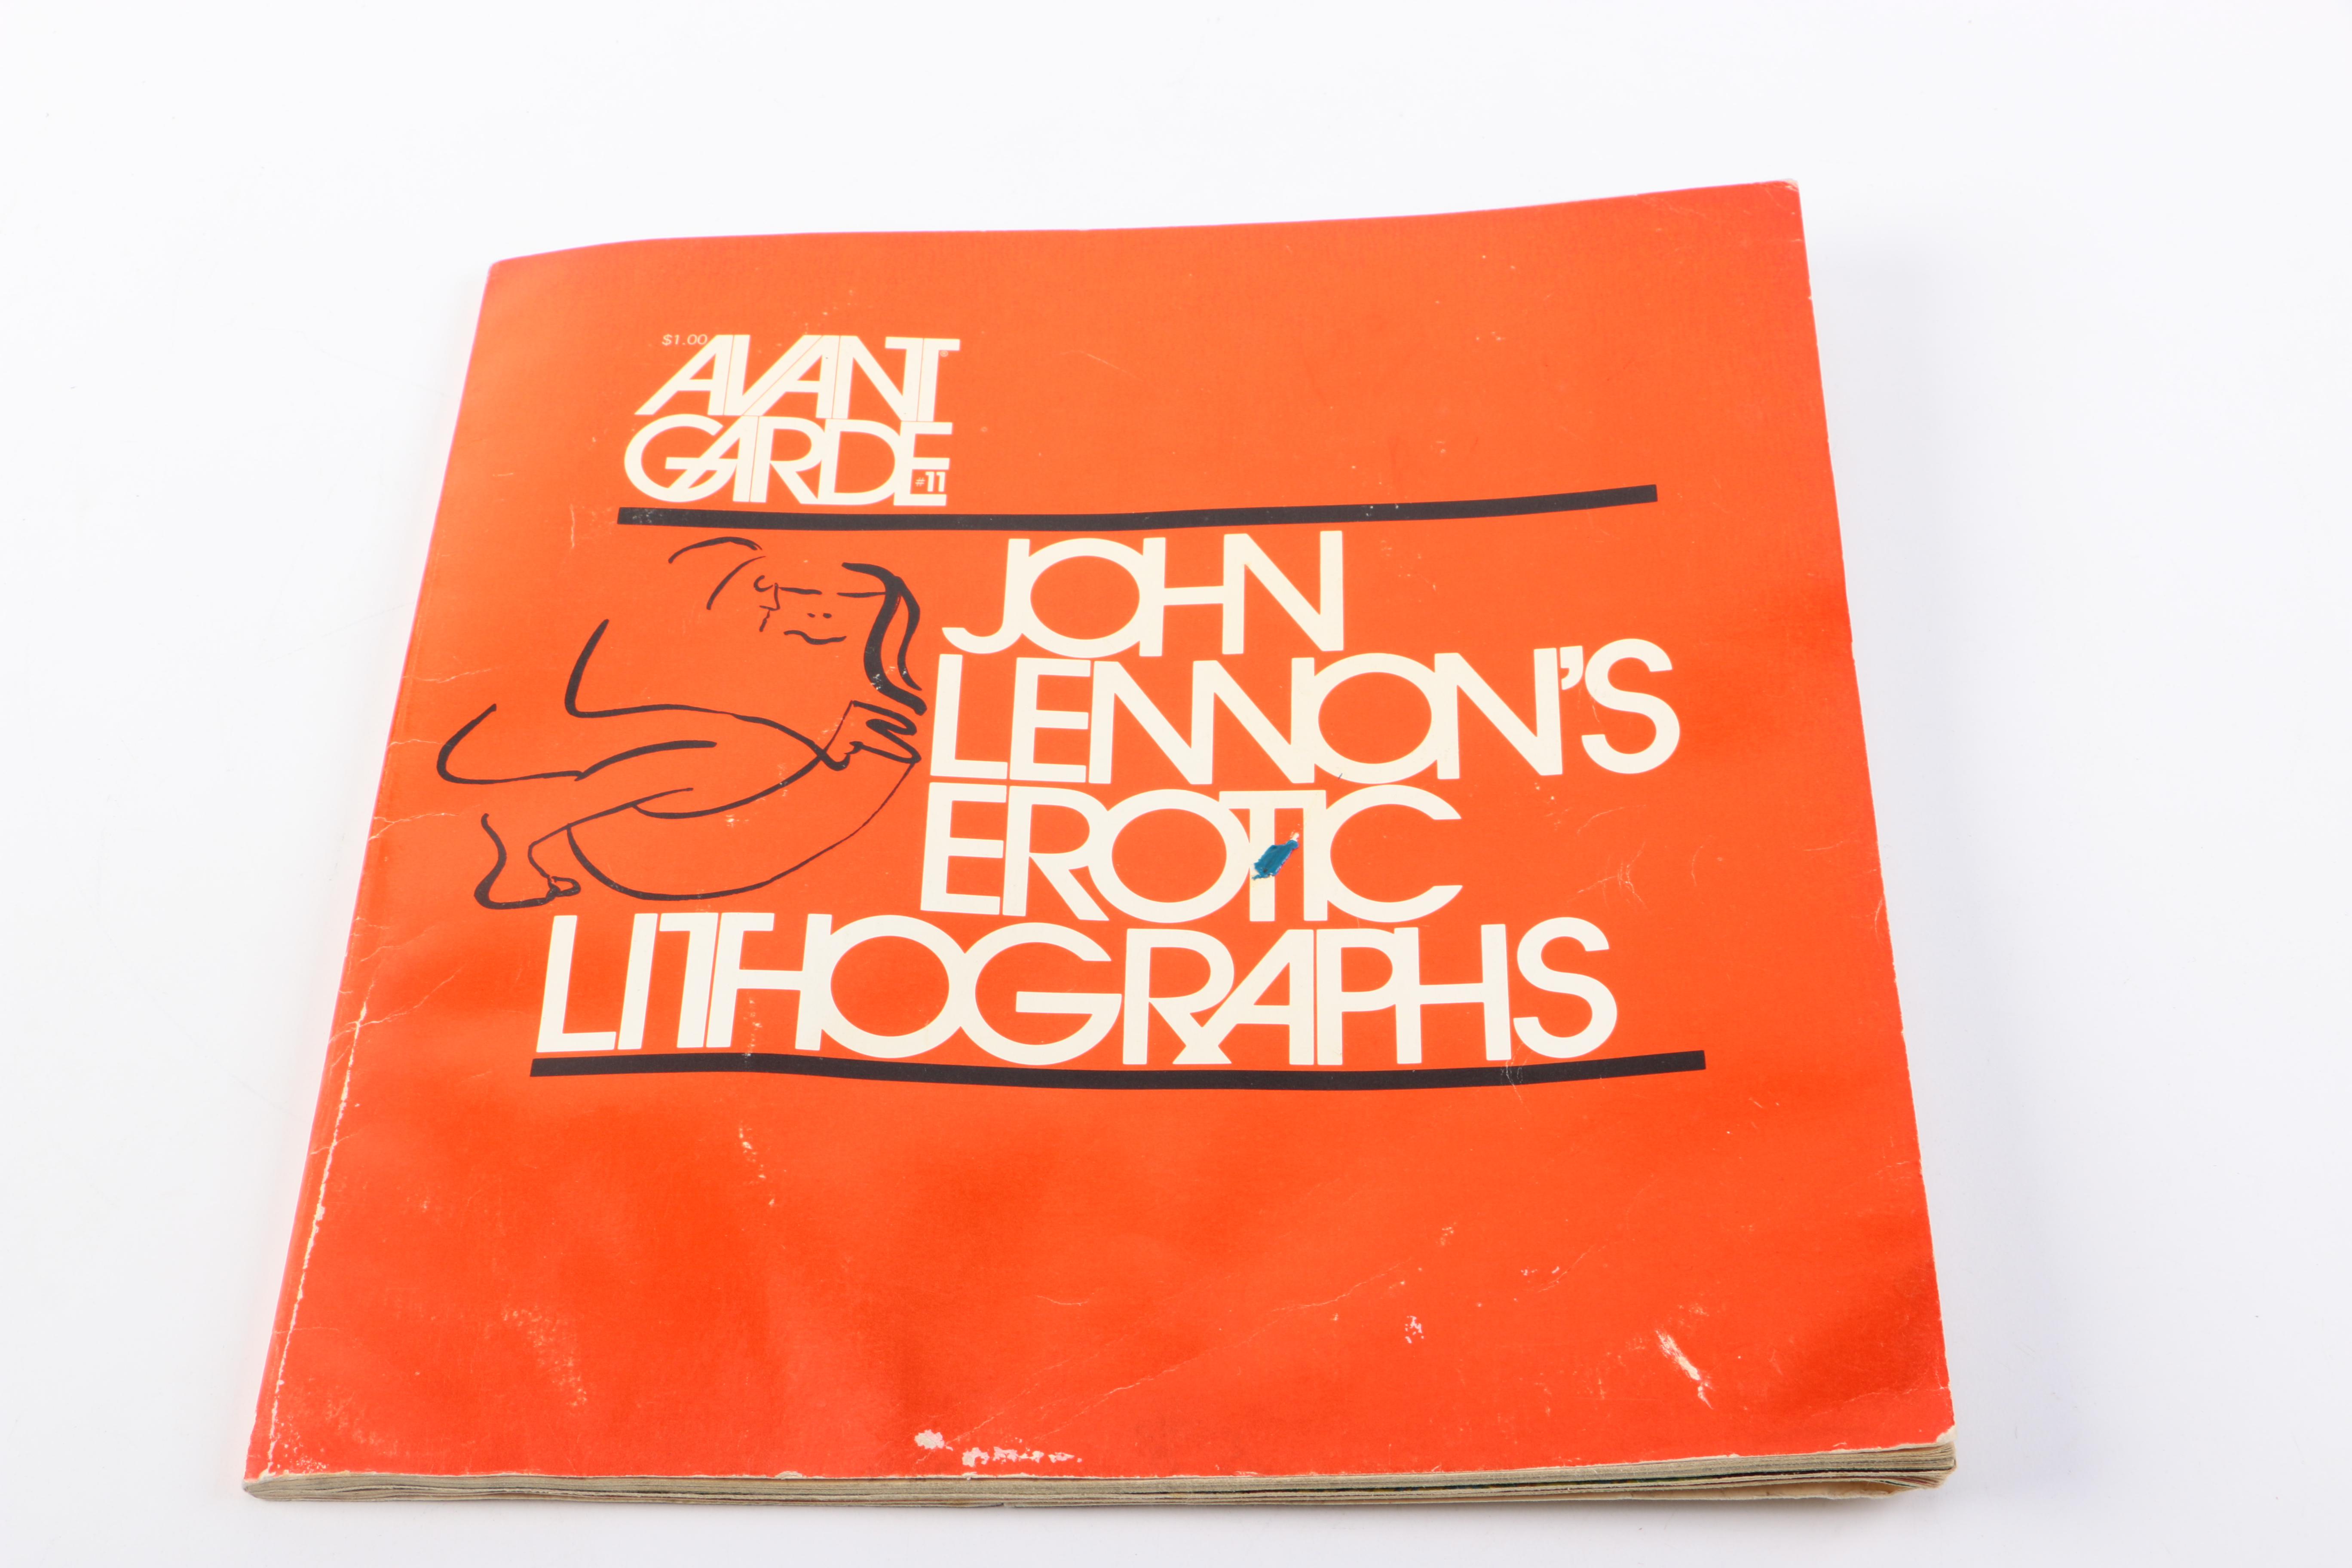 $1.00
AVANT
GARDE
#11
JOHN
LENNON'S
EROTIC
LITHOGRAPHS